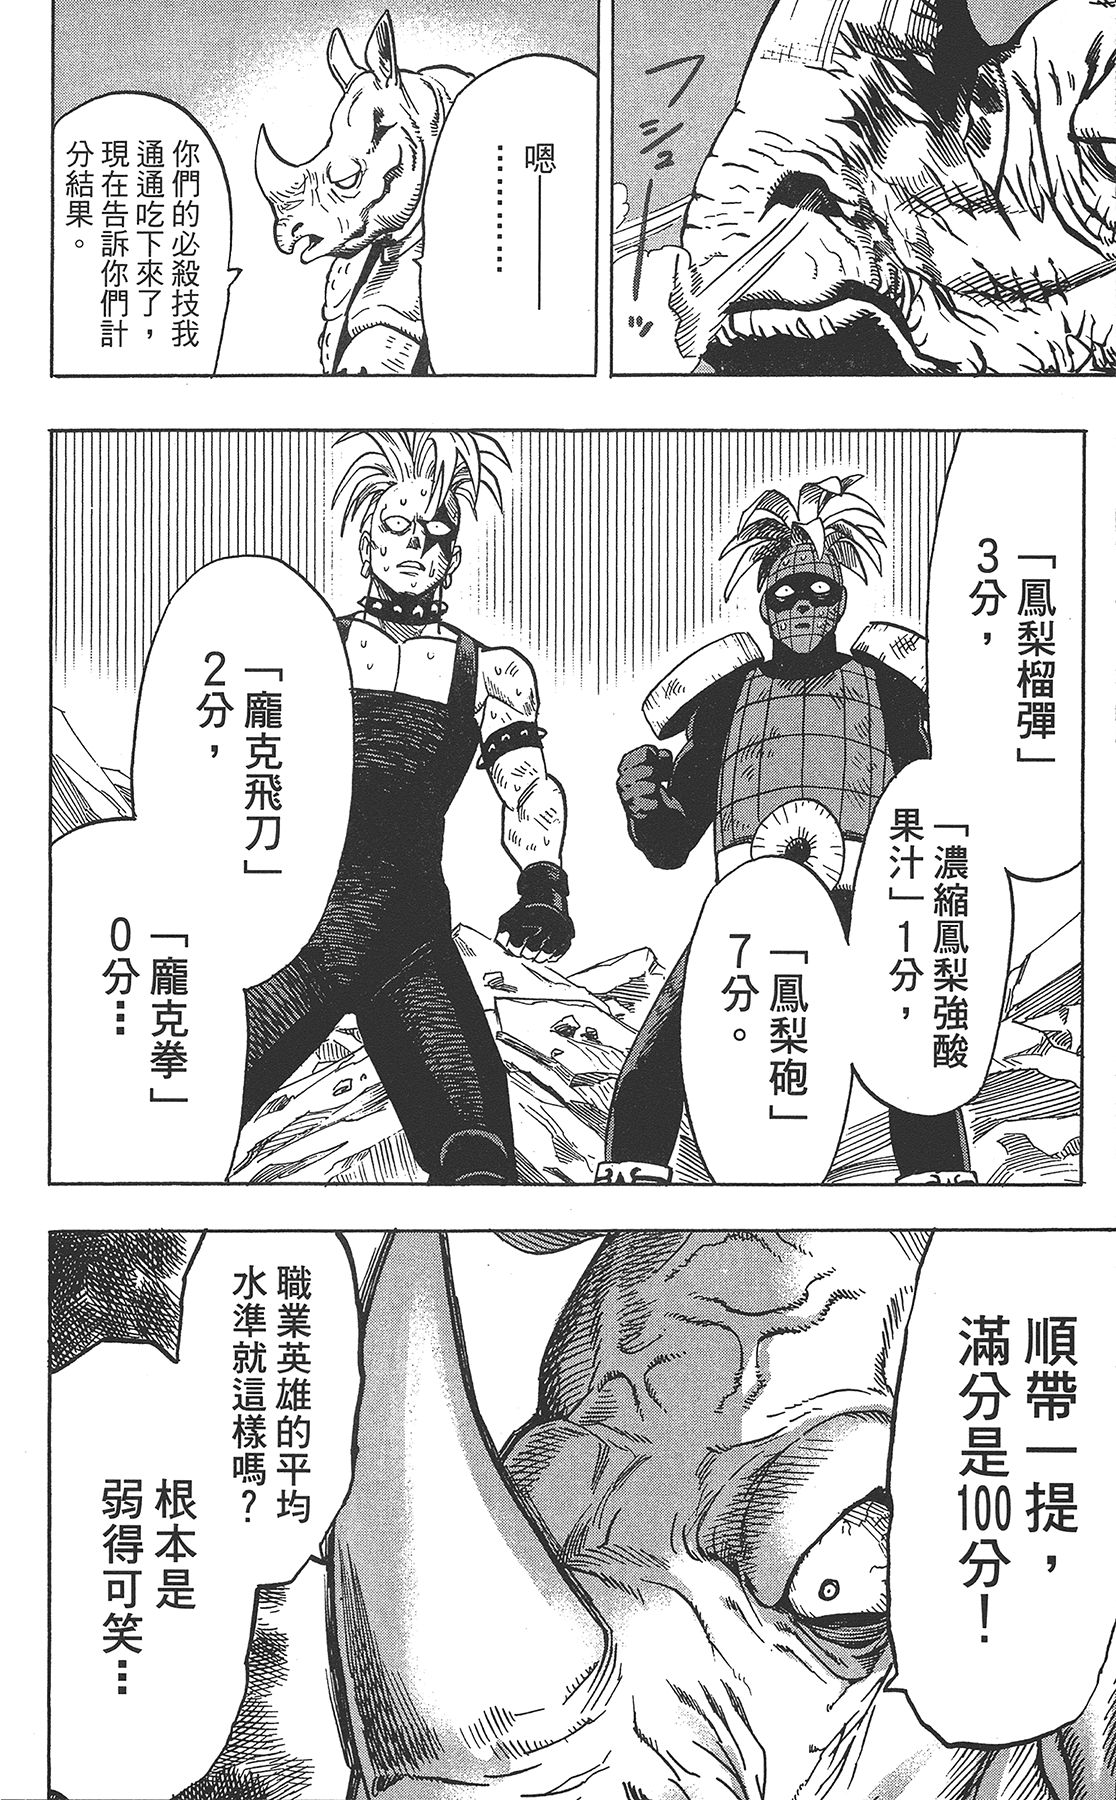 フシューッ
嗯——
………
你們的必殺技我
通通吃下來了，
現在告訴你們計
分結果。
「鳳梨榴彈」
3分，
「濃縮鳳梨強酸
果汁」1分，
「鳳梨砲」
7分。
「龐克飛刀」
2分，
「龐克拳」
0分…
順帶一提，
滿分是100分！
職業英雄的平均
水準就這樣嗎？
根本是
弱得可笑…